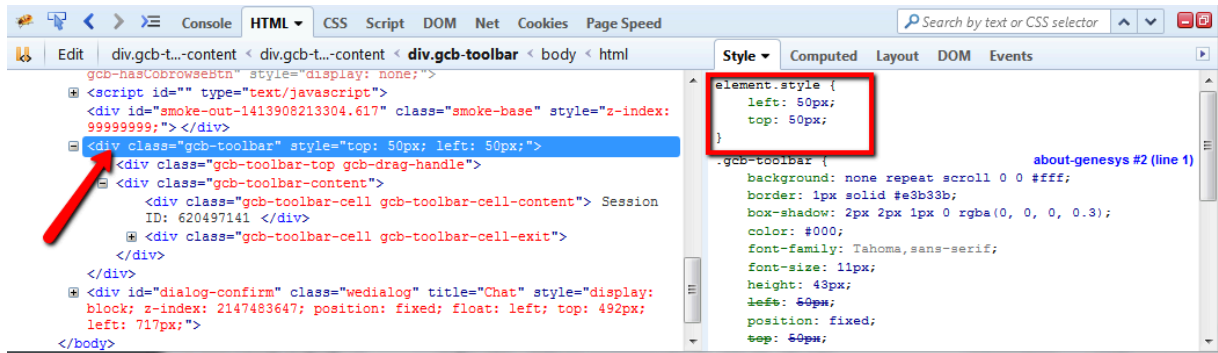 Console HTML CSS Script DOM Net Cookies Page Speed
Search by text or CSS selector
Edit div.gcb-t...-content < div.gcb-t...-content < div.gcb-toolbar < body < html
Style Computed Layout DOM Events
gcb-hasCobrowseBtn" style="display: none;">
<script id="" type="text/javascript">
<div id="smoke-out-1413908213304.617" class="smoke-base" style="z-index:
99999999;"> </div>
<div class="gcb-toolbar" style="top: 50px; left: 50px;">
<div class="gcb-toolbar-top gcb-drag-handle">
<div class="gcb-toolbar-content">
<div class="gcb-toolbar-cell gcb-toolbar-cell-content"> Session
ID: 620497141 </div>
<div class="gcb-toolbar-cell gcb-toolbar-cell-exit">
</div>
</div>
<div id="dialog-confirm" class="wedialog" title="Chat" style="display:
block; z-index: 2147483647; position: fixed; float: left; top: 492px;
left: 717px;">
</body>
element.style {
left: 50px;
top: 50px;
}
.gcb-toolbar { about-genesys #2 (line 1)
background: none repeat scroll 0 0 #fff;
border: 1px solid #e3b33b;
box-shadow: 2px 2px 1px 0 rgba(0, 0, 0, 0.3);
color: #000;
font-family: Tahoma,sans-serif;
font-size: 11px;
height: 43px;
left: 50px;
position: fixed;
top: 50px;